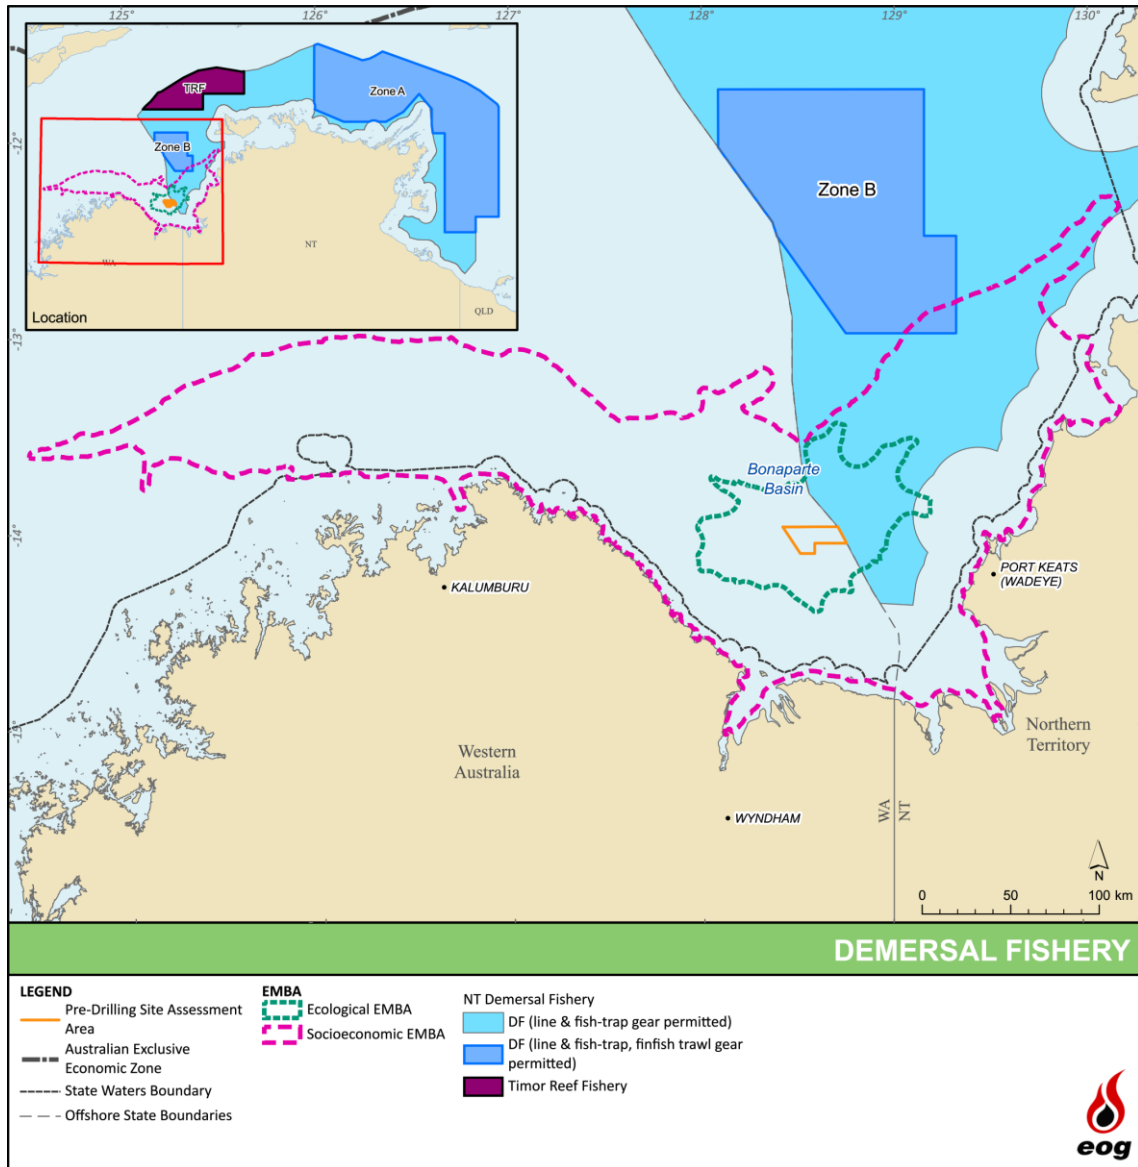 125°
126°
127°
128°
129°
130°
TRF
Zone A
Zone B
NT
WA
QLD
Location
-12°
-13°
-14°
Zone B
Bonaparte
Basin
KALUMBURU
PORT KEATS
(WADEYE)
Western
Australia
Northern
Territory
WYNDHAM
WA
NT
N
0 50 100 km
DEMERSAL FISHERY
LEGEND
Pre-Drilling Site Assessment
Area
Australian Exclusive
Economic Zone
State Waters Boundary
Offshore State Boundaries
EMBA
Ecological EMBA
Socioeconomic EMBA
NT Demersal Fishery
DF (line & fish-trap gear permitted)
DF (line & fish-trap, finfish trawl gear
permitted)
Timor Reef Fishery
eog